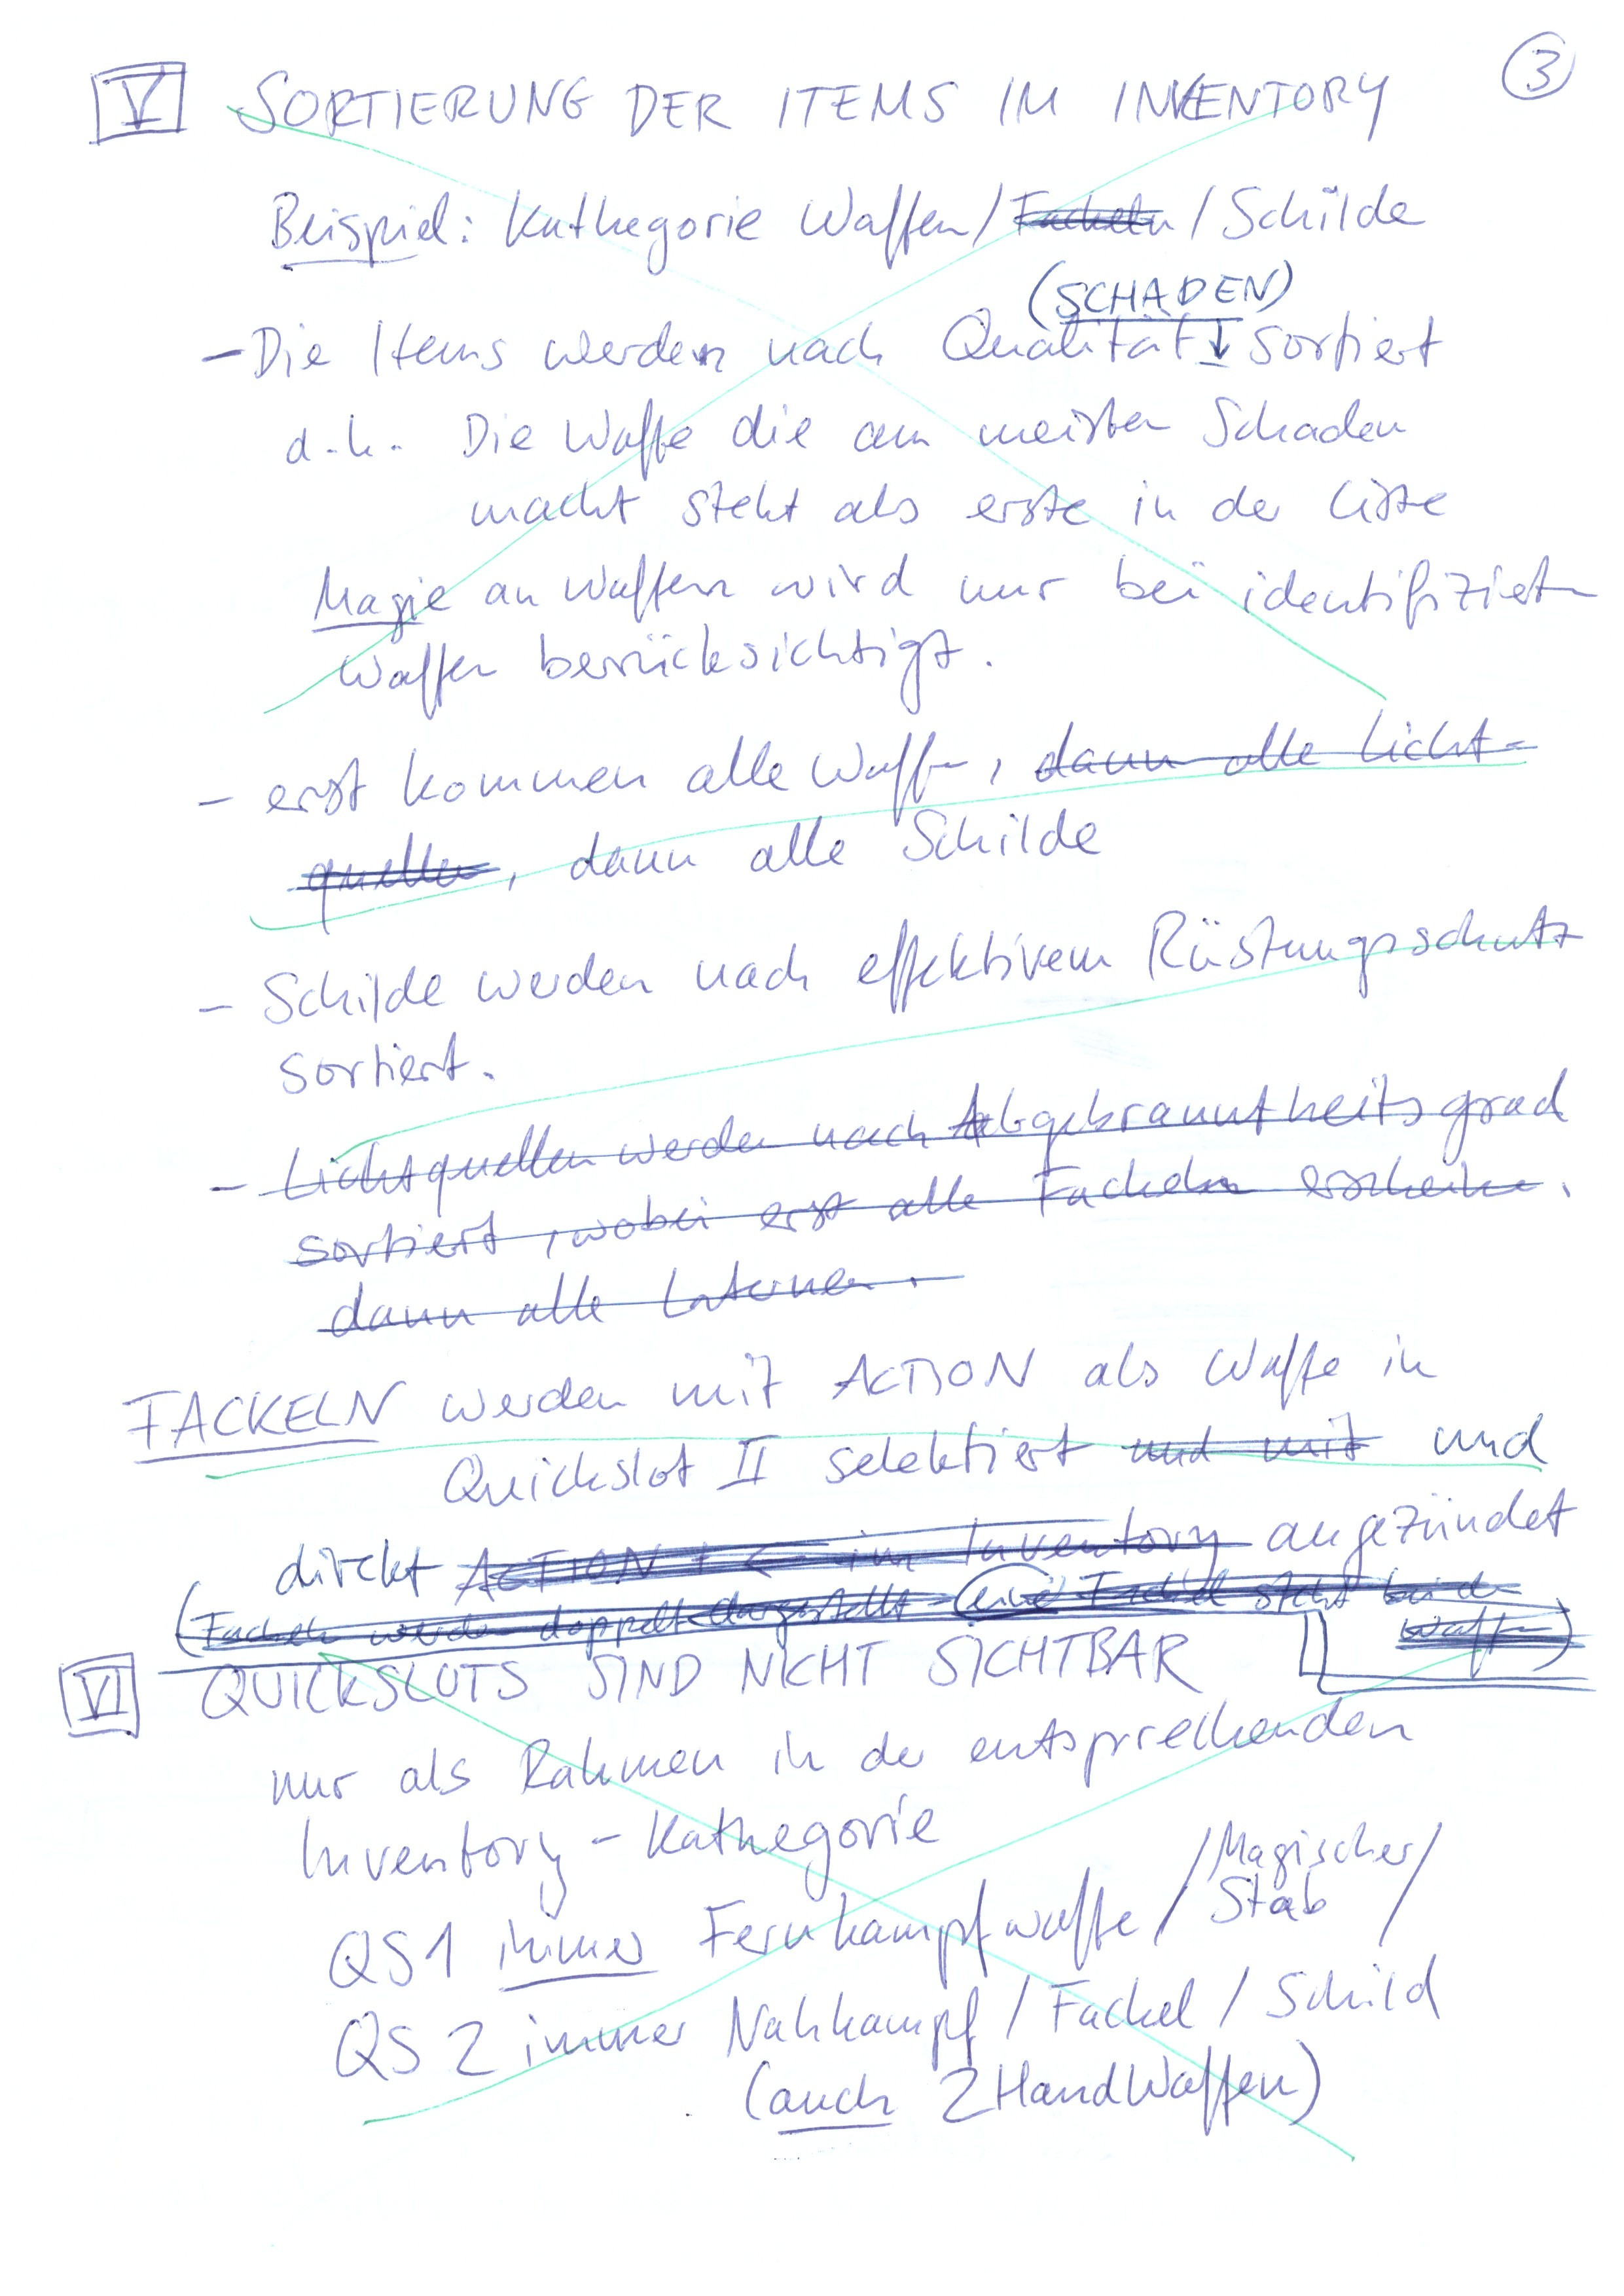 3
V SORTIERUNG DER ITEMS IM INVENTORY
Beispiel: Kathegorie Waffen / Fackeln / Schilde
(SCHADEN)
- Die Items werden nach Qualität ↓ sortiert
d.h. Die Waffe die am meisten Schaden
macht steht als erste in der Liste
Magie an Waffen wird nur bei identifizierten
Waffen berücksichtigt.
- erst kommen alle Waffen, dann alle Licht-
quellen, dann alle Schilde
- Schilde werden nach effektivem Rüstungsschutz
sortiert.
- Lichtquellen werden nach Abgebranntheitsgrad
sortiert, wobei erst alle Fackeln erscheinen.
dann alle Laternen.
FACKELN werden mit ACTION als Waffe in
Quickslot II selektiert und mit und
direkt ACTION + < im Inventory angezündet
(Fackeln werden doppelt dargestellt - eine Fackel steht bei den
Waffen)
VI QUICKSLOTS SIND NICHT SICHTBAR
nur als Rahmen in der entsprechenden
Inventory - Kathegorie
QS1 immer Fernkampfwaffe / Magischer /
Stab
QS 2 immer Nahkampf / Fackel / Schild
(auch 2HandWaffen)